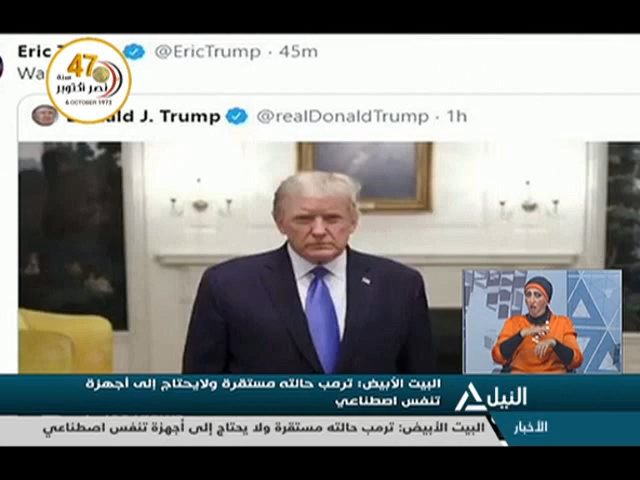 Eric @EricTrump · 45m
Wa
47
سنة
نصر أكتوبر
6 OCTOBER 1973
Donald J. Trump @realDonaldTrump · 1h
البيت الأبيض: ترمب حالته مستقرة ولايحتاج إلى أجهزة
تنفس اصطناعي
النيل
البيت الأبيض: ترمب حالته مستقرة ولا يحتاج إلى أجهزة تنفس اصطناعي
الأخبار